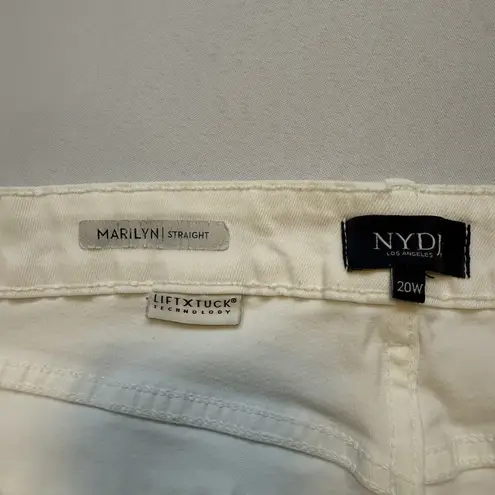 MARILYN | STRAIGHT
NYDJ
LOS ANGELES
20W
LIFTXTUCK®
TECHNOLOGY